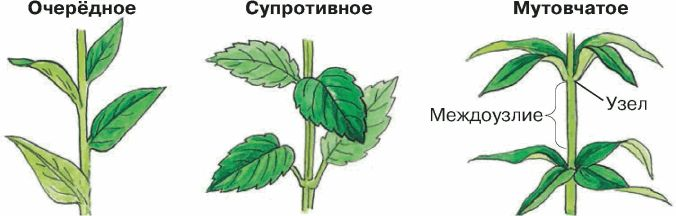 Очерёдное
Супротивное
Мутовчатое
Междоузлие
Узел